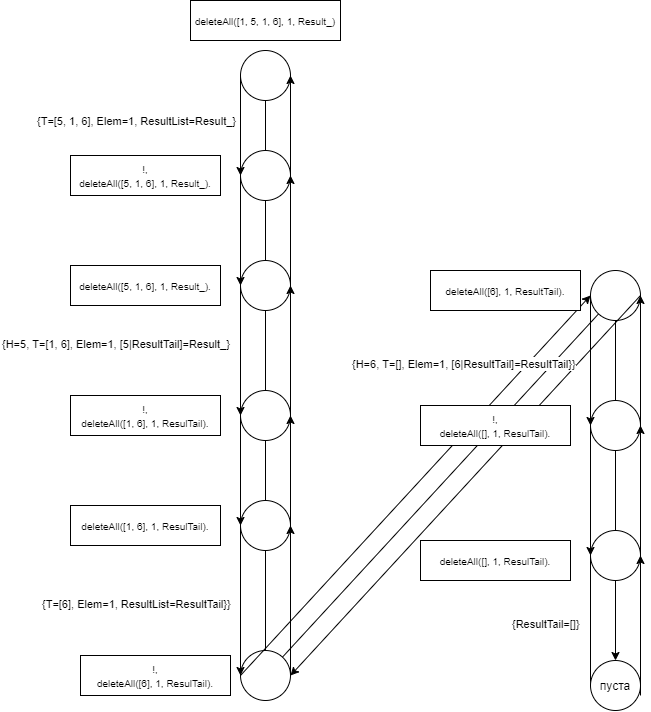 deleteAll([1, 5, 1, 6], 1, Result_)
{T=[5, 1, 6], Elem=1, ResultList=Result_}
!,
deleteAll([5, 1, 6], 1, Result_).
deleteAll([5, 1, 6], 1, Result_).
{H=5, T=[1, 6], Elem=1, [5|ResultTail]=Result_}
!,
deleteAll([1, 6], 1, ResulTail).
deleteAll([1, 6], 1, ResulTail).
{T=[6], Elem=1, ResultList=ResultTail}}
!,
deleteAll([6], 1, ResulTail).
deleteAll([6], 1, ResultTail).
{H=6, T=[], Elem=1, [6|ResultTail]=ResultTail}}
!,
deleteAll([], 1, ResulTail).
deleteAll([], 1, ResulTail).
{ResultTail=[]}
пуста